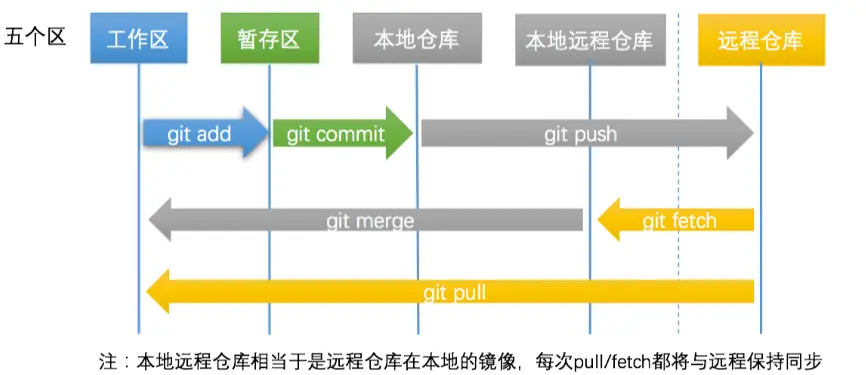 五个区
工作区
暂存区
本地仓库
本地远程仓库
远程仓库
git add
git commit
git push
git merge
git fetch
git pull
注：本地远程仓库相当于是远程仓库在本地的镜像，每次pull/fetch都将与远程保持同步